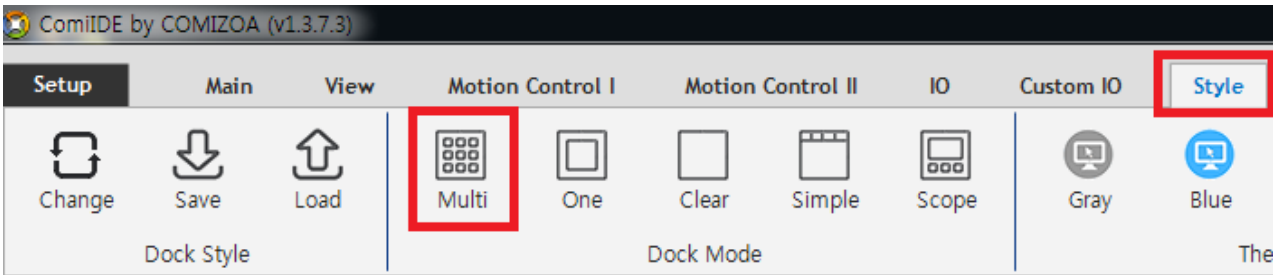 ComiIDE by COMIZOA (v1.3.7.3)
Setup Main View Motion Control I Motion Control II IO Custom IO Style
Change Save Load Multi One Clear Simple Scope Gray Blue
Dock Style Dock Mode The